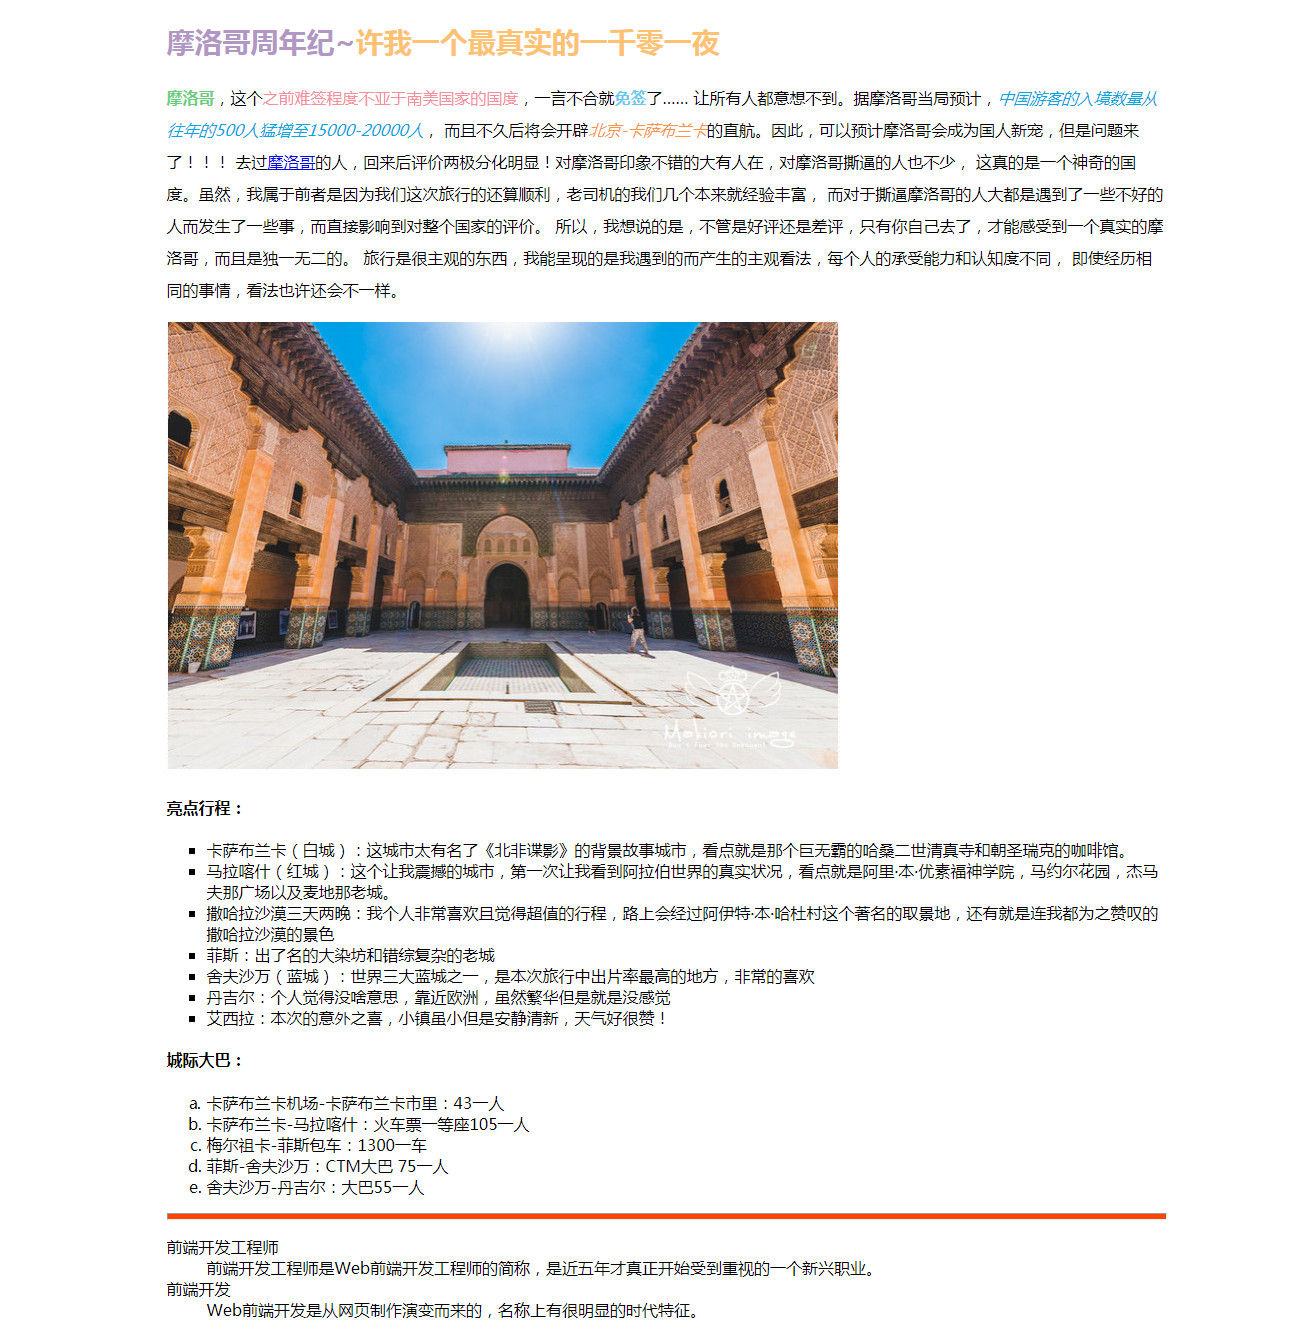 摩洛哥周年纪~许我一个最真实的一千零一夜
摩洛哥，这个之前难签程度不亚于南美国家的国度，一言不合就免签了...... 让所有人都意想不到。据摩洛哥当局预计，中国游客的入境数量从
往年的500人猛增至15000-20000人， 而且不久后将会开辟北京-卡萨布兰卡的直航。因此，可以预计摩洛哥会成为国人新宠，但是问题来
了！！！ 去过摩洛哥的人，回来后评价两极分化明显！对摩洛哥印象不错的大有人在，对摩洛哥撕逼的人也不少， 这真的是一个神奇的国
度。虽然，我属于前者是因为我们这次旅行的还算顺利，老司机的我们几个本来就经验丰富， 而对于撕逼摩洛哥的人大都是遇到了一些不好的
人而发生了一些事，而直接影响到对整个国家的评价。 所以，我想说的是，不管是好评还是差评，只有你自己去了，才能感受到一个真实的摩
洛哥，而且是独一无二的。 旅行是很主观的东西，我能呈现的是我遇到的而产生的主观看法，每个人的承受能力和认知度不同， 即使经历相
同的事情，看法也许还会不一样。
image
亮点行程：
卡萨布兰卡（白城）：这城市太有名了《北非谍影》的背景故事城市，看点就是那个巨无霸的哈桑二世清真寺和朝圣瑞克的咖啡馆。
马拉喀什（红城）：这个让我震撼的城市，第一次让我看到阿拉伯世界的真实状况，看点就是阿里·本·优素福神学院，马约尔花园，杰马
夫那广场以及麦地那老城。
撒哈拉沙漠三天两晚：我个人非常喜欢且觉得超值的行程，路上会经过阿伊特·本·哈杜村这个著名的取景地，还有就是连我都为之赞叹的
撒哈拉沙漠的景色
菲斯：出了名的大染坊和错综复杂的老城
舍夫沙万（蓝城）：世界三大蓝城之一，是本次旅行中出片率最高的地方，非常的喜欢
丹吉尔：个人觉得没啥意思，靠近欧洲，虽然繁华但是就是没感觉
艾西拉：本次的意外之喜，小镇虽小但是安静清新，天气好很赞！
城际大巴：
a. 卡萨布兰卡机场-卡萨布兰卡市里：43一人
b. 卡萨布兰卡-马拉喀什：火车票一等座105一人
c. 梅尔祖卡-菲斯包车：1300一车
d. 菲斯-舍夫沙万：CTM大巴 75一人
e. 舍夫沙万-丹吉尔：大巴55一人
前端开发工程师
前端开发工程师是Web前端开发工程师的简称，是近五年才真正开始受到重视的一个新兴职业。
前端开发
Web前端开发是从网页制作演变而来的，名称上有很明显的时代特征。